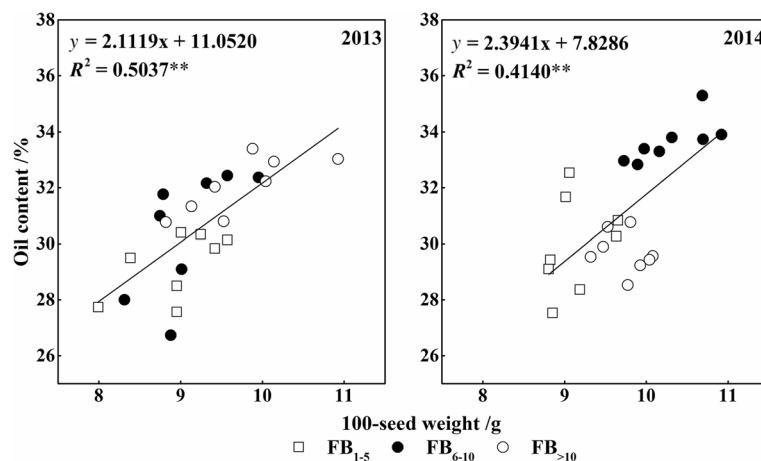 y = 2.1119x + 11.0520
2013
R² = 0.5037**
y = 2.3941x + 7.8286
2014
R² = 0.4140**
Oil content /%
38
36
34
32
30
28
26
8 9 10 11
38
36
34
32
30
28
26
8 9 10 11
100-seed weight /g
FB₁₋₅ FB₆₋₁₀ FB>₁₀